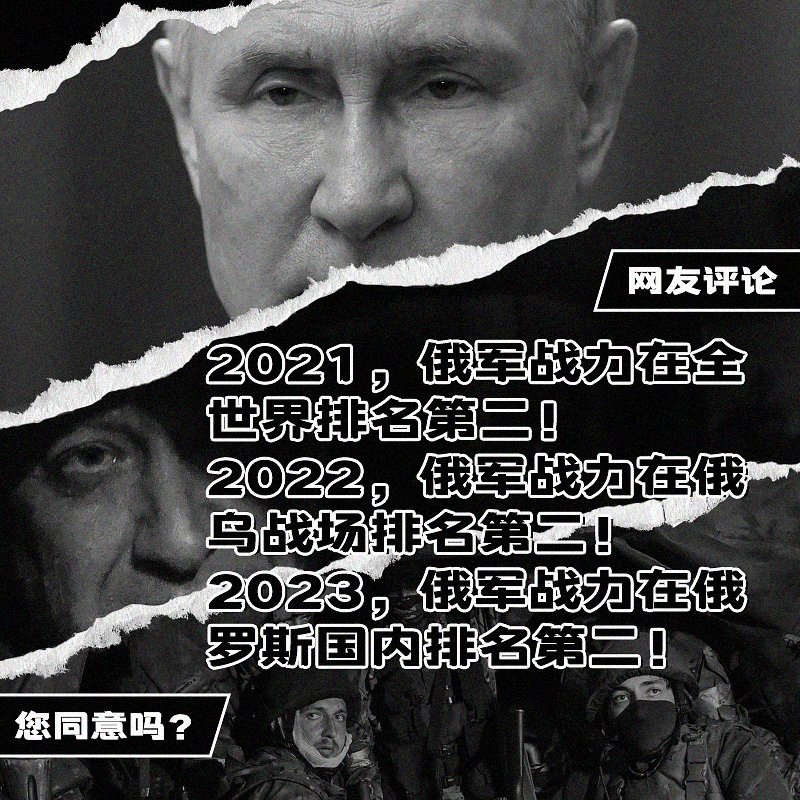 网友评论
2021，俄军战力在全
世界排名第二！
2022，俄军战力在俄
乌战场排名第二！
2023，俄军战力在俄
罗斯国内排名第二！
您同意吗？